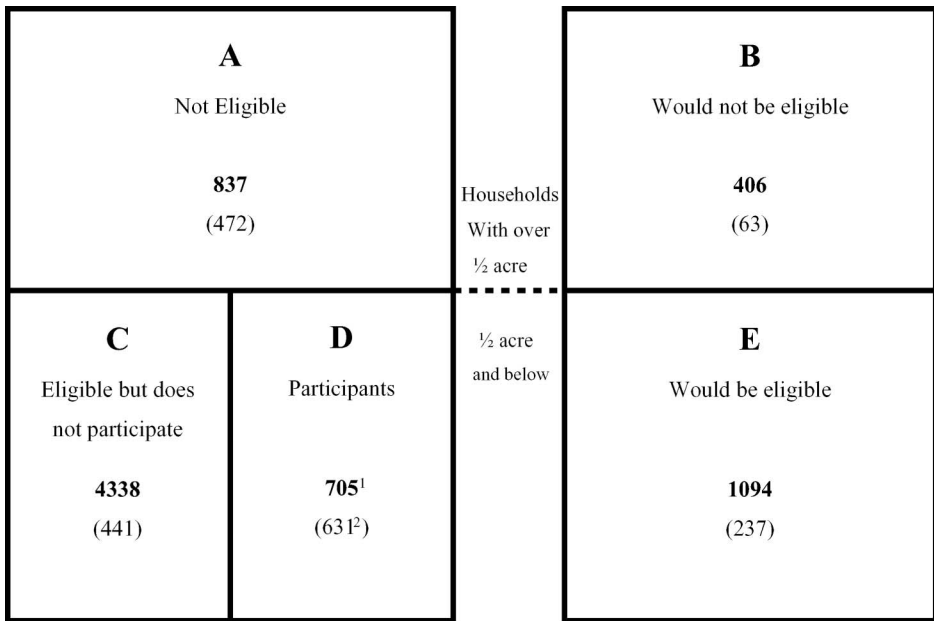 A
Not Eligible
837
(472)
B
Would not be eligible
406
(63)
Households
With over
½ acre
½ acre
and below
C
Eligible but does
not participate
4338
(441)
D
Participants
705¹
(631²)
E
Would be eligible
1094
(237)